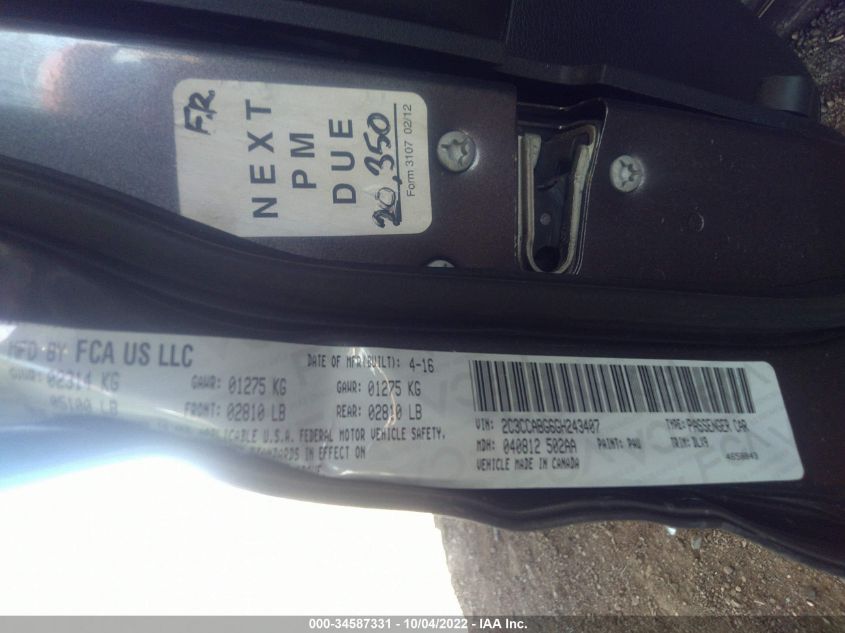 F.R.
NEXT
PM
DUE
20,350
Form 3107 02/12
MFD BY FCA US LLC
DATE OF MFR(BUILT): 4-16
GVWR: 02314 KG
GAWR: 01275 KG
GAWR: 01275 KG
05100 LB
FRONT: 02810 LB
REAR: 02810 LB
APPLICABLE U.S.A. FEDERAL MOTOR VEHICLE SAFETY,
STANDARDS IN EFFECT ON
VIN: 2C3CCABG6GH243407
TYPE: PASSENGER CAR
MDH: 040812 502AA
PAINT: PAU
TRIM: DLX9
VEHICLE MADE IN CANADA
000-34587331 - 10/04/2022 - IAA Inc.